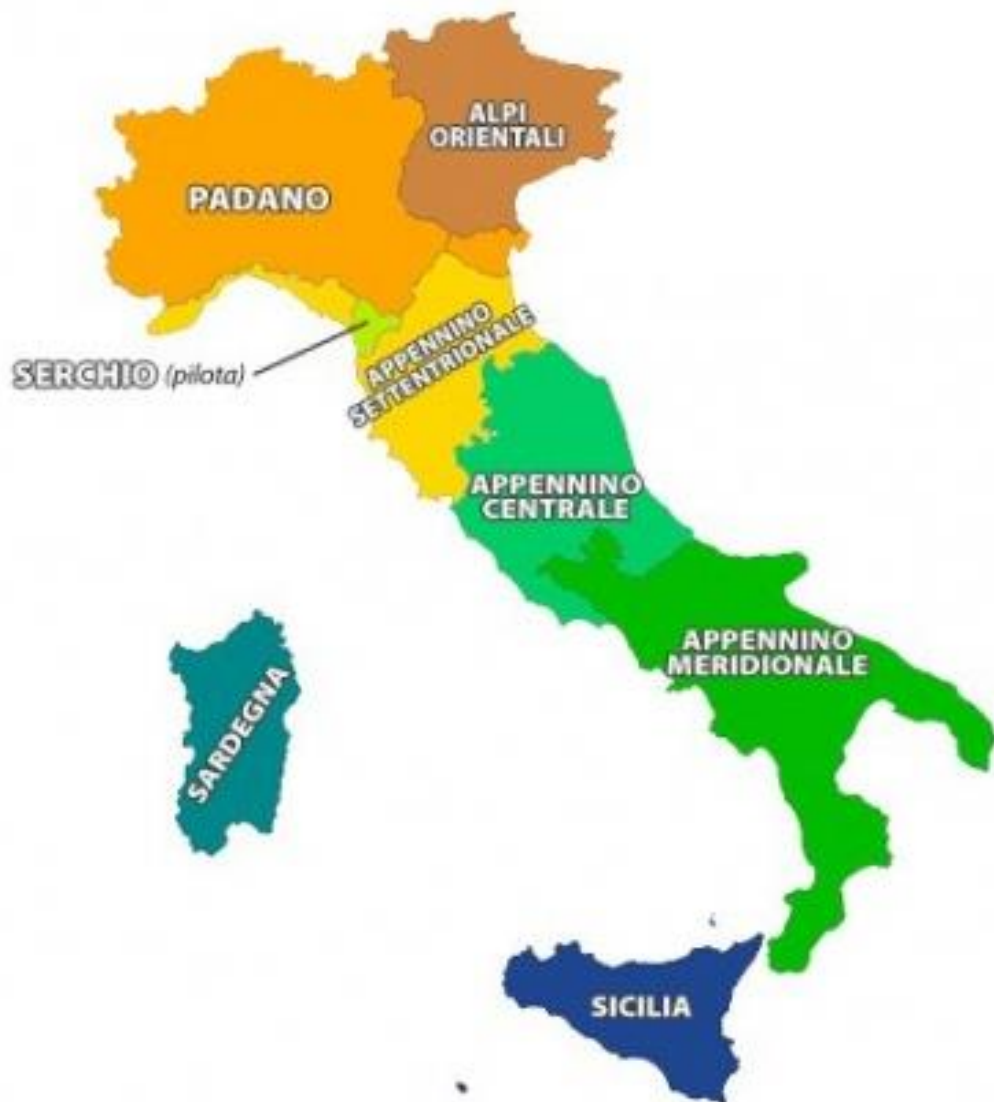 ALPI
ORIENTALI
PADANO
APPENNINO
SETTENTRIONALE
SERCHIO (pilota)
APPENNINO
CENTRALE
APPENNINO
MERIDIONALE
SARDEGNA
SICILIA